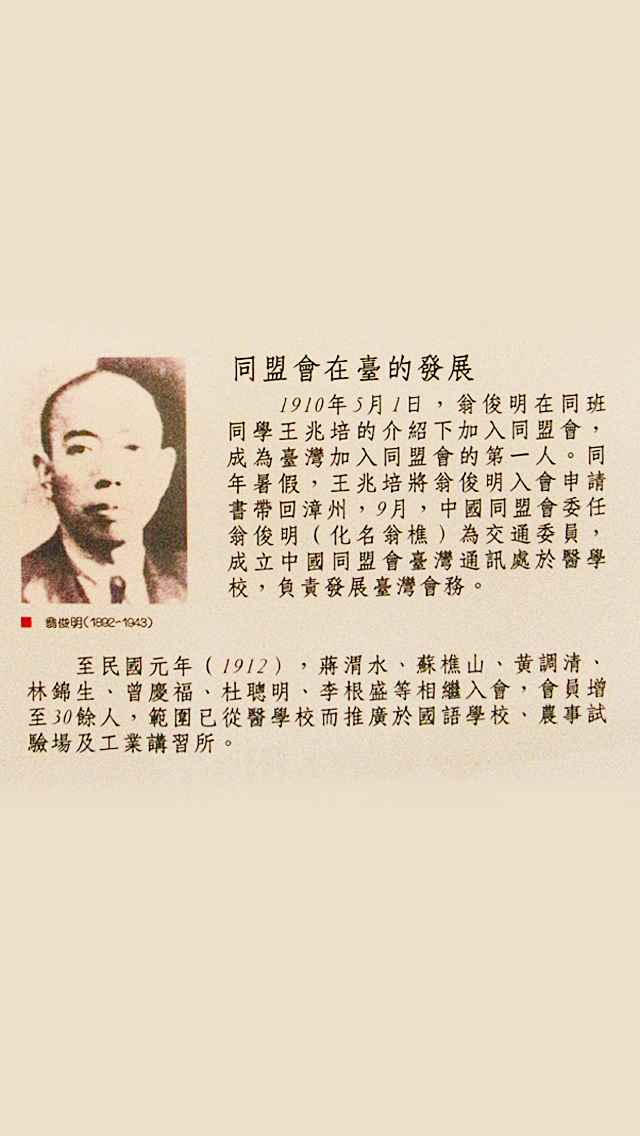 同盟會在臺的發展
1910年5月1日，翁俊明在同班
同學王兆培的介紹下加入同盟會，
成為臺灣加入同盟會的第一人。同
年暑假，王兆培將翁俊明入會申請
書帶回漳州，9月，中國同盟會委任
翁俊明（化名翁樵）為交通委員，
成立中國同盟會臺灣通訊處於醫學
校，負責發展臺灣會務。
翁俊明(1892-1943)
至民國元年（1912），蔣渭水、蘇樵山、黃調清、
林錦生、曾慶福、杜聰明、李根盛等相繼入會，會員增
至30餘人，範圍已從醫學校而推廣於國語學校、農事試
驗場及工業講習所。